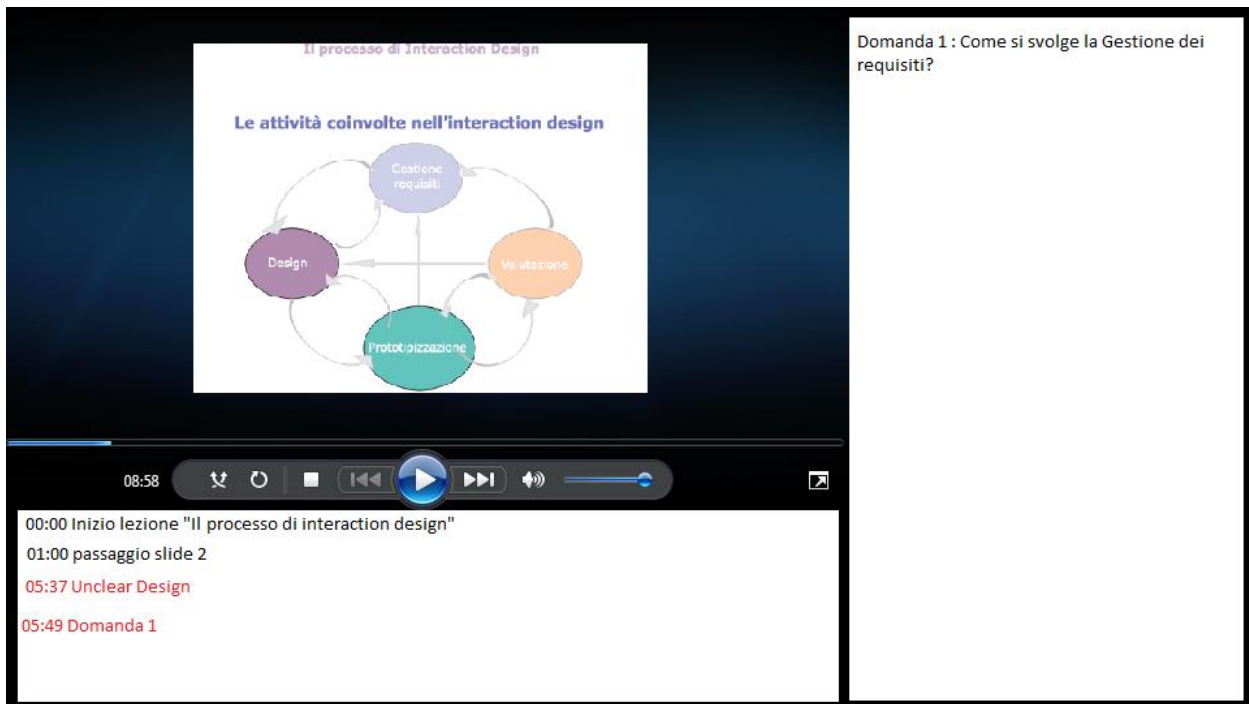 Il processo di Interaction Design
Le attività coinvolte nell'interaction design
Gestione
requisiti
Design
Valutazione
Prototipizzazione
08:58
00:00 Inizio lezione "Il processo di interaction design"
01:00 passaggio slide 2
05:37 Unclear Design
05:49 Domanda 1
Domanda 1 : Come si svolge la Gestione dei
requisiti?